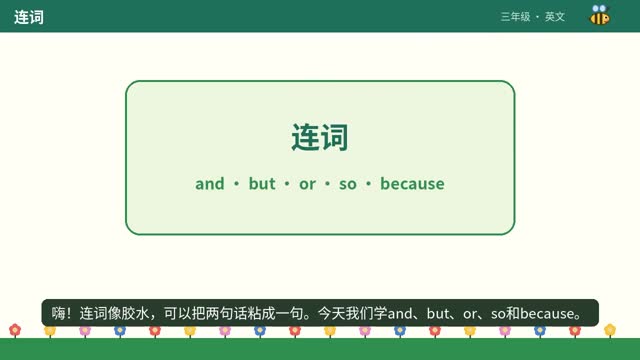 连词
三年级 · 英文
连词
and · but · or · so · because
嗨！连词像胶水，可以把两句话粘成一句。今天我们学and、but、or、so和because。